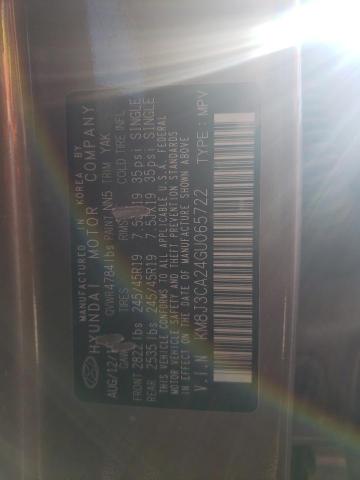 MANUFACTURED IN KOREA BY
HYUNDAI MOTOR COMPANY
AUG/12/ GVWR 4784 lbs PAINT NN5 TRIM YAK
TIRES RIMS COLD TIRE INFL
FRONT 2822 lbs 245/45R19 7.5JX19 35psi SINGLE
REAR 2535 lbs 245/45R19 7.5JX19 35psi SINGLE
THIS VEHICLE CONFORMS TO ALL APPLICABLE U.S.A. FEDERAL
MOTOR VEHICLE SAFETY, BUMPER AND THEFT PREVENTION
STANDARDS IN EFFECT ON THE DATE OF MANUFACTURE SHOWN ABOVE
V.I.N KM8J3CA24GU065722 TYPE: MPV